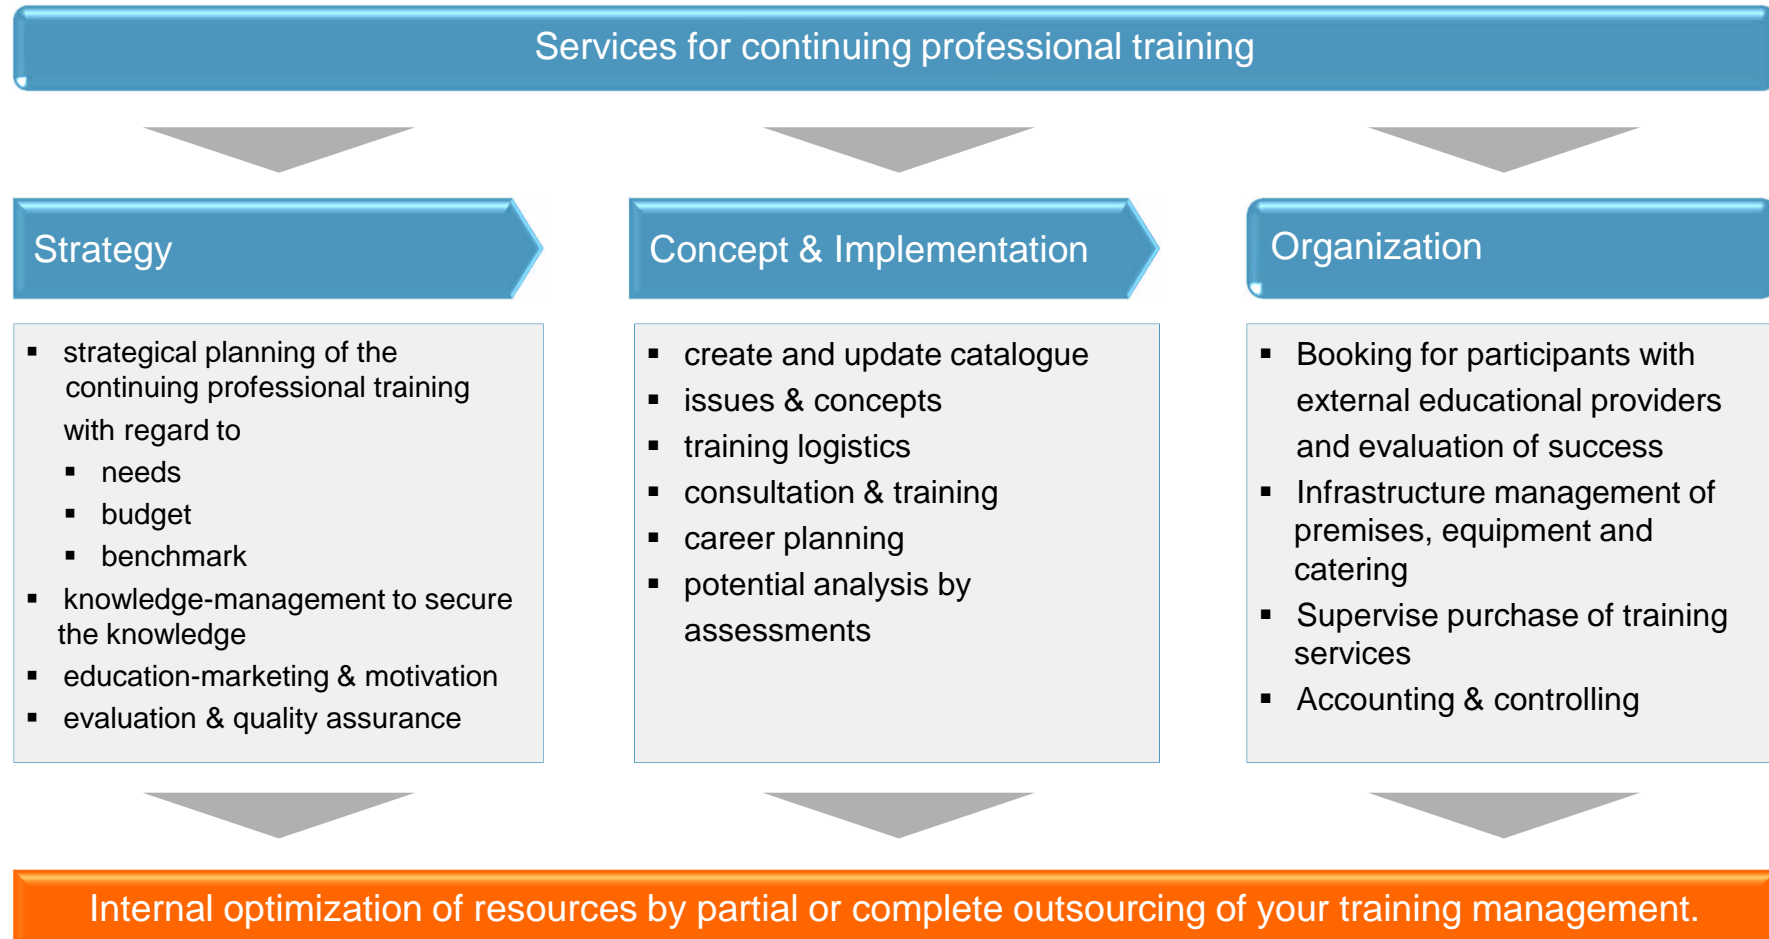 Services for continuing professional training
Strategy
▪ strategical planning of the
continuing professional training
with regard to
▪ needs
▪ budget
▪ benchmark
▪ knowledge-management to secure
the knowledge
▪ education-marketing & motivation
▪ evaluation & quality assurance
Concept & Implementation
▪ create and update catalogue
▪ issues & concepts
▪ training logistics
▪ consultation & training
▪ career planning
▪ potential analysis by
assessments
Organization
▪ Booking for participants with
external educational providers
and evaluation of success
▪ Infrastructure management of
premises, equipment and
catering
▪ Supervise purchase of training
services
▪ Accounting & controlling
Internal optimization of resources by partial or complete outsourcing of your training management.